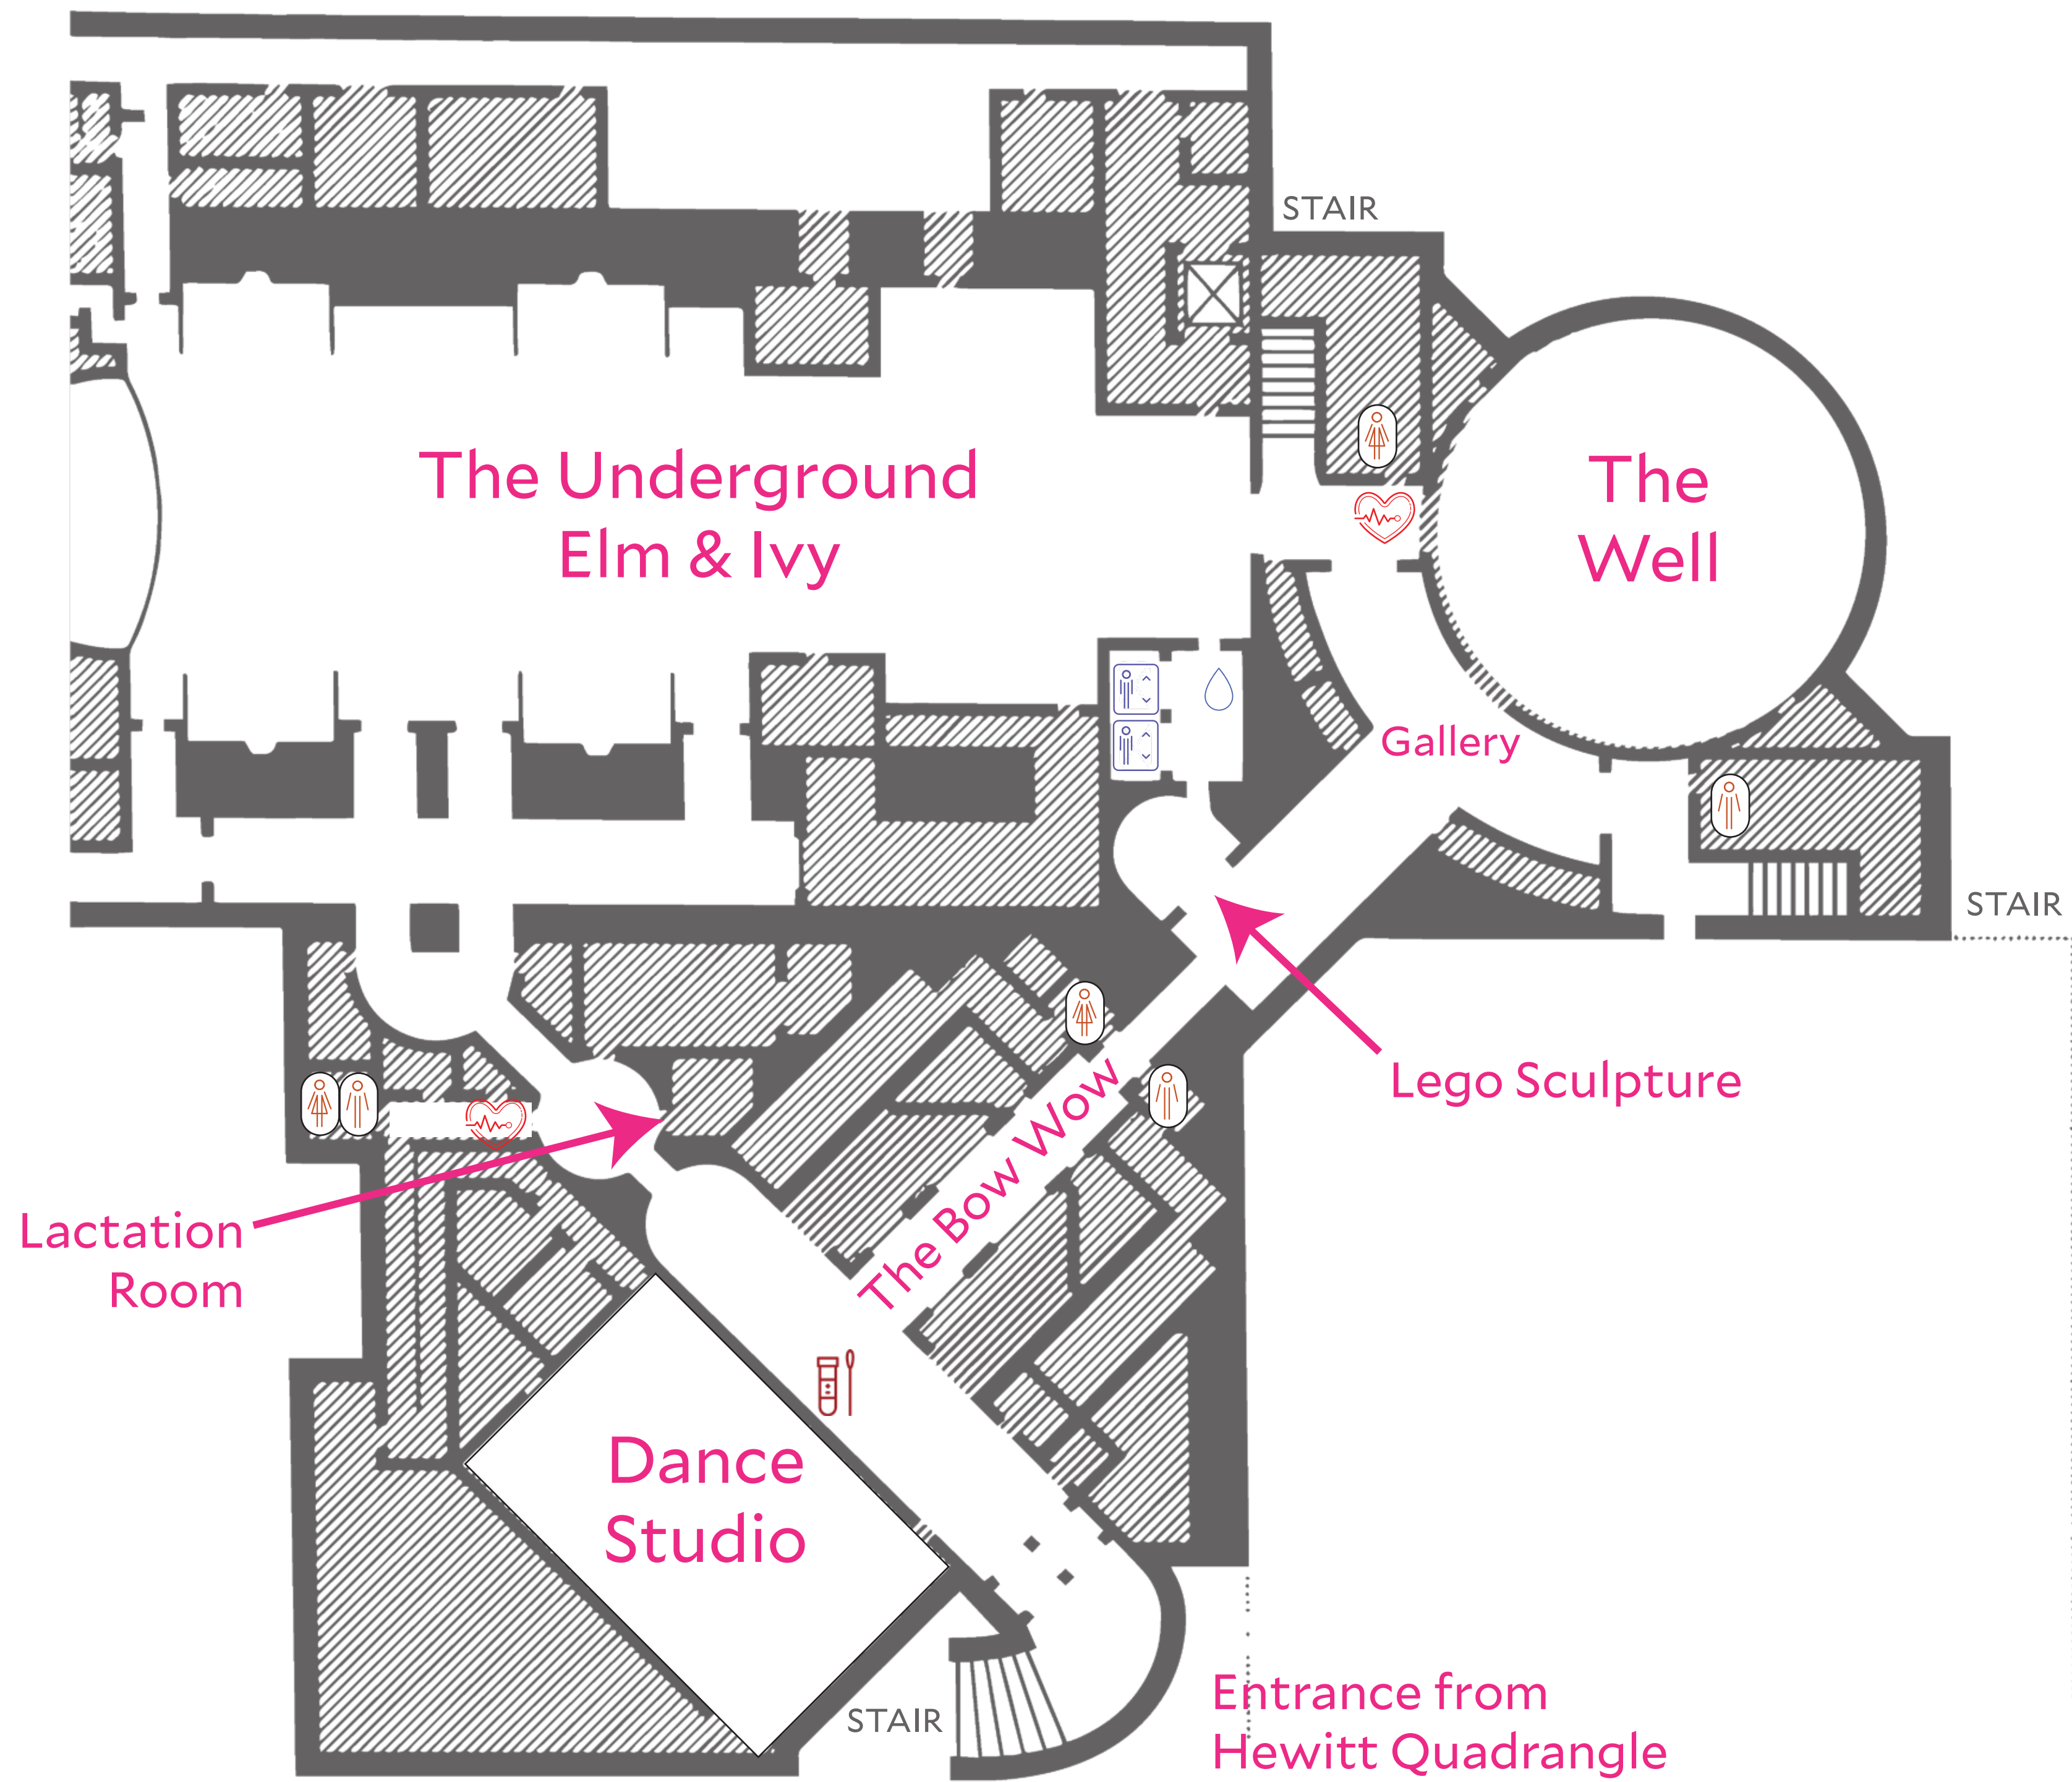 STAIR
The Underground
Elm & Ivy
The
Well
Gallery
STAIR
Lego Sculpture
The Bow Wow
Lactation
Room
Dance
Studio
STAIR
Entrance from
Hewitt Quadrangle